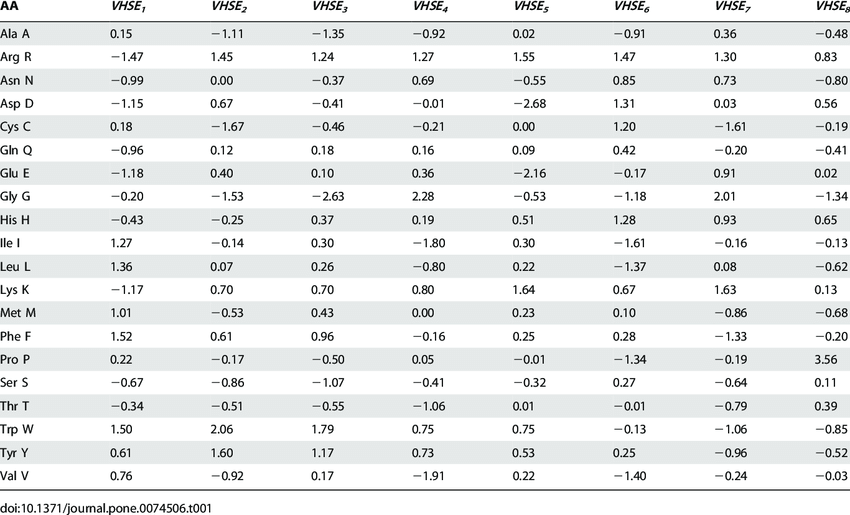 AA VHSE1 VHSE2 VHSE3 VHSE4 VHSE5 VHSE6 VHSE7 VHSE8
Ala A 0.15 −1.11 −1.35 −0.92 0.02 −0.91 0.36 −0.48
Arg R −1.47 1.45 1.24 1.27 1.55 1.47 1.30 0.83
Asn N −0.99 0.00 −0.37 0.69 −0.55 0.85 0.73 −0.80
Asp D −1.15 0.67 −0.41 −0.01 −2.68 1.31 0.03 0.56
Cys C 0.18 −1.67 −0.46 −0.21 0.00 1.20 −1.61 −0.19
Gln Q −0.96 0.12 0.18 0.16 0.09 0.42 −0.20 −0.41
Glu E −1.18 0.40 0.10 0.36 −2.16 −0.17 0.91 0.02
Gly G −0.20 −1.53 −2.63 2.28 −0.53 −1.18 2.01 −1.34
His H −0.43 −0.25 0.37 0.19 0.51 1.28 0.93 0.65
Ile I 1.27 −0.14 0.30 −1.80 0.30 −1.61 −0.16 −0.13
Leu L 1.36 0.07 0.26 −0.80 0.22 −1.37 0.08 −0.62
Lys K −1.17 0.70 0.70 0.80 1.64 0.67 1.63 0.13
Met M 1.01 −0.53 0.43 0.00 0.23 0.10 −0.86 −0.68
Phe F 1.52 0.61 0.96 −0.16 0.25 0.28 −1.33 −0.20
Pro P 0.22 −0.17 −0.50 0.05 −0.01 −1.34 −0.19 3.56
Ser S −0.67 −0.86 −1.07 −0.41 −0.32 0.27 −0.64 0.11
Thr T −0.34 −0.51 −0.55 −1.06 0.01 −0.01 −0.79 0.39
Trp W 1.50 2.06 1.79 0.75 0.75 −0.13 −1.06 −0.85
Tyr Y 0.61 1.60 1.17 0.73 0.53 0.25 −0.96 −0.52
Val V 0.76 −0.92 0.17 −1.91 0.22 −1.40 −0.24 −0.03
doi:10.1371/journal.pone.0074506.t001